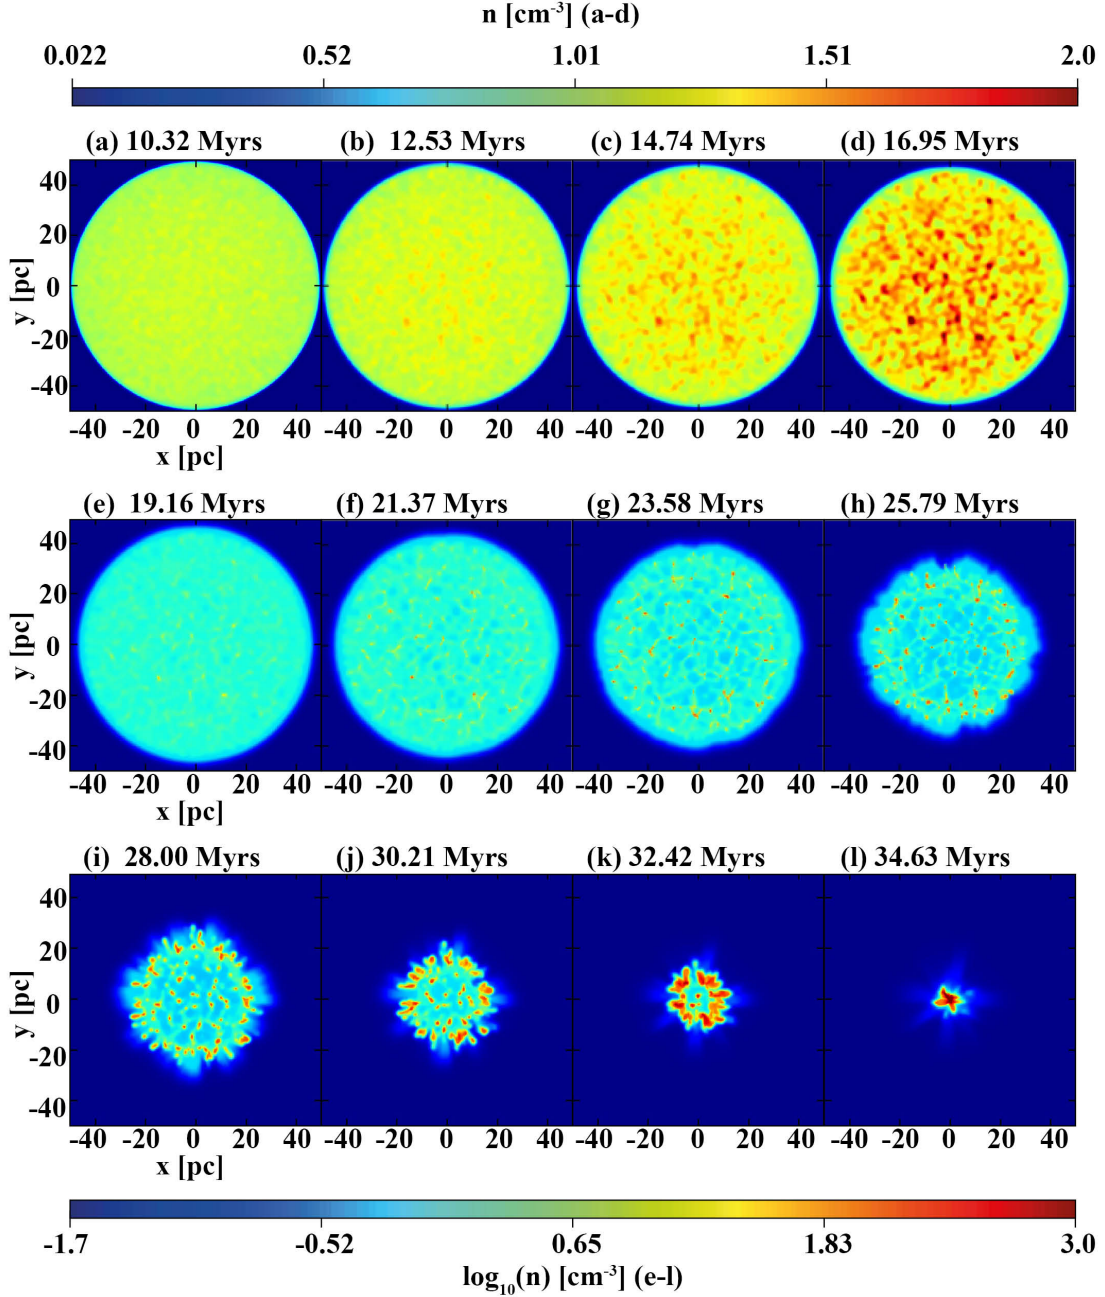 n [cm-3] (a-d)
0.022 0.52 1.01 1.51 2.0
(a) 10.32 Myrs (b) 12.53 Myrs (c) 14.74 Myrs (d) 16.95 Myrs
40
20
0
-20
-40
y [pc]
-40 -20 0 20 40 -40 -20 0 20 40 -40 -20 0 20 40 -40 -20 0 20 40
x [pc]
(e) 19.16 Myrs (f) 21.37 Myrs (g) 23.58 Myrs (h) 25.79 Myrs
40
20
0
-20
-40
y [pc]
-40 -20 0 20 40 -40 -20 0 20 40 -40 -20 0 20 40 -40 -20 0 20 40
x [pc]
(i) 28.00 Myrs (j) 30.21 Myrs (k) 32.42 Myrs (l) 34.63 Myrs
40
20
0
-20
-40
y [pc]
-40 -20 0 20 40 -40 -20 0 20 40 -40 -20 0 20 40 -40 -20 0 20 40
x [pc]
-1.7 -0.52 0.65 1.83 3.0
log10(n) [cm-3] (e-l)